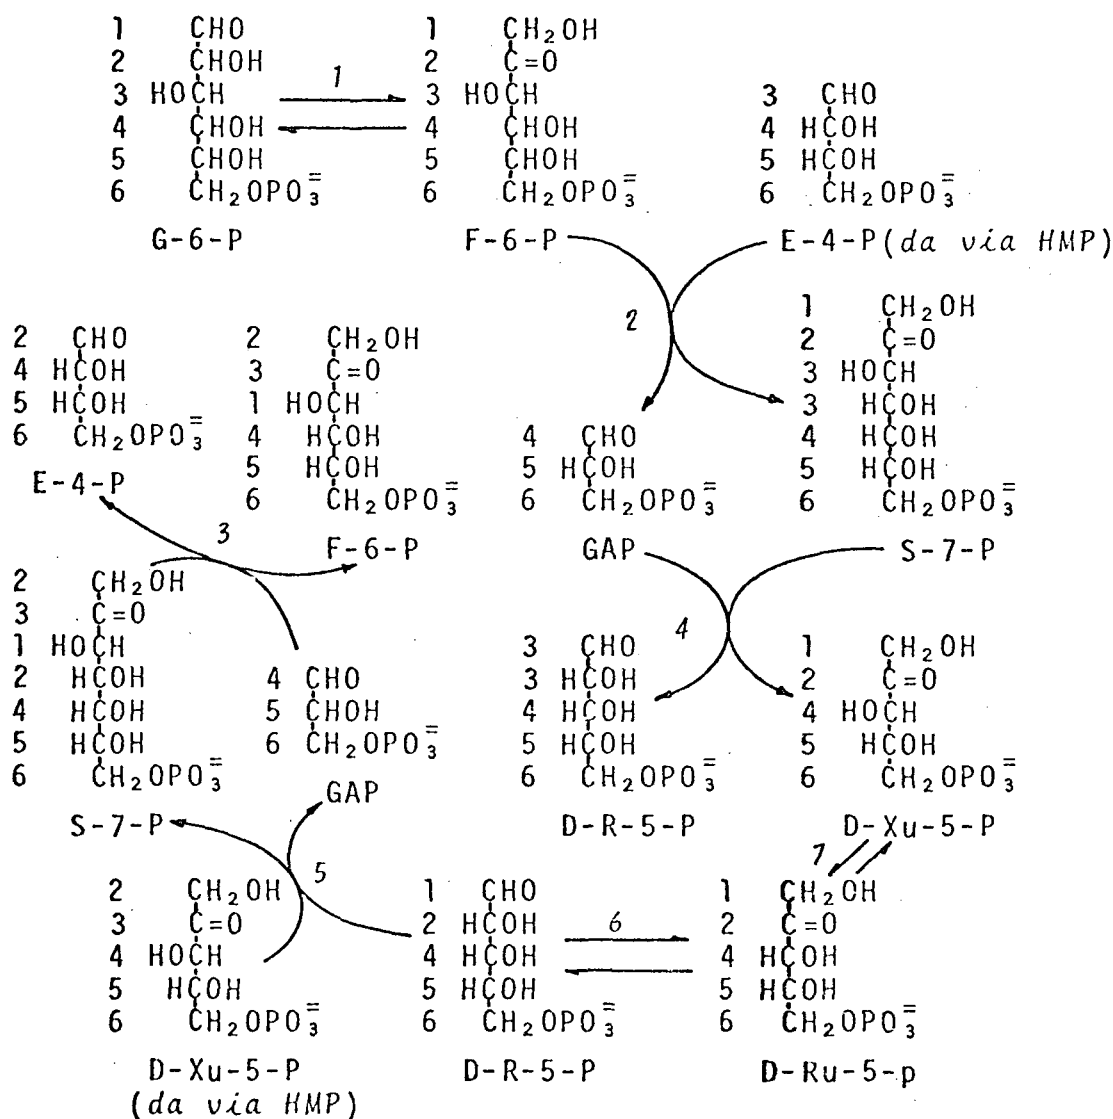 1 CHO
2 CHOH
3 HOCH
4 CHOH
5 CHOH
6 CH2OPO3=
G-6-P
1
1 CH2OH
2 C=O
3 HOCH
4 CHOH
5 CHOH
6 CH2OPO3=
F-6-P
3 CHO
4 HCOH
5 HCOH
6 CH2OPO3=
E-4-P (da via HMP)
2
1 CH2OH
2 C=O
3 HOCH
3 HCOH
4 HCOH
5 HCOH
6 CH2OPO3=
S-7-P
4 CHO
5 HCOH
6 CH2OPO3=
GAP
2 CHO
4 HCOH
5 HCOH
6 CH2OPO3=
E-4-P
2 CH2OH
3 C=O
1 HOCH
4 HCOH
5 HCOH
6 CH2OPO3=
F-6-P
3
2 CH2OH
3 C=O
1 HOCH
2 HCOH
4 HCOH
5 HCOH
6 CH2OPO3=
S-7-P
4 CHO
5 CHOH
6 CH2OPO3=
GAP
4
3 CHO
3 HCOH
4 HCOH
5 HCOH
6 CH2OPO3=
D-R-5-P
1 CH2OH
2 C=O
4 HOCH
5 HCOH
6 CH2OPO3=
D-Xu-5-P
7
5
2 CH2OH
3 C=O
4 HOCH
5 HCOH
6 CH2OPO3=
D-Xu-5-P
(da via HMP)
1 CHO
2 HCOH
4 HCOH
5 HCOH
6 CH2OPO3=
D-R-5-P
6
1 CH2OH
2 C=O
4 HCOH
5 HCOH
6 CH2OPO3=
D-Ru-5-p